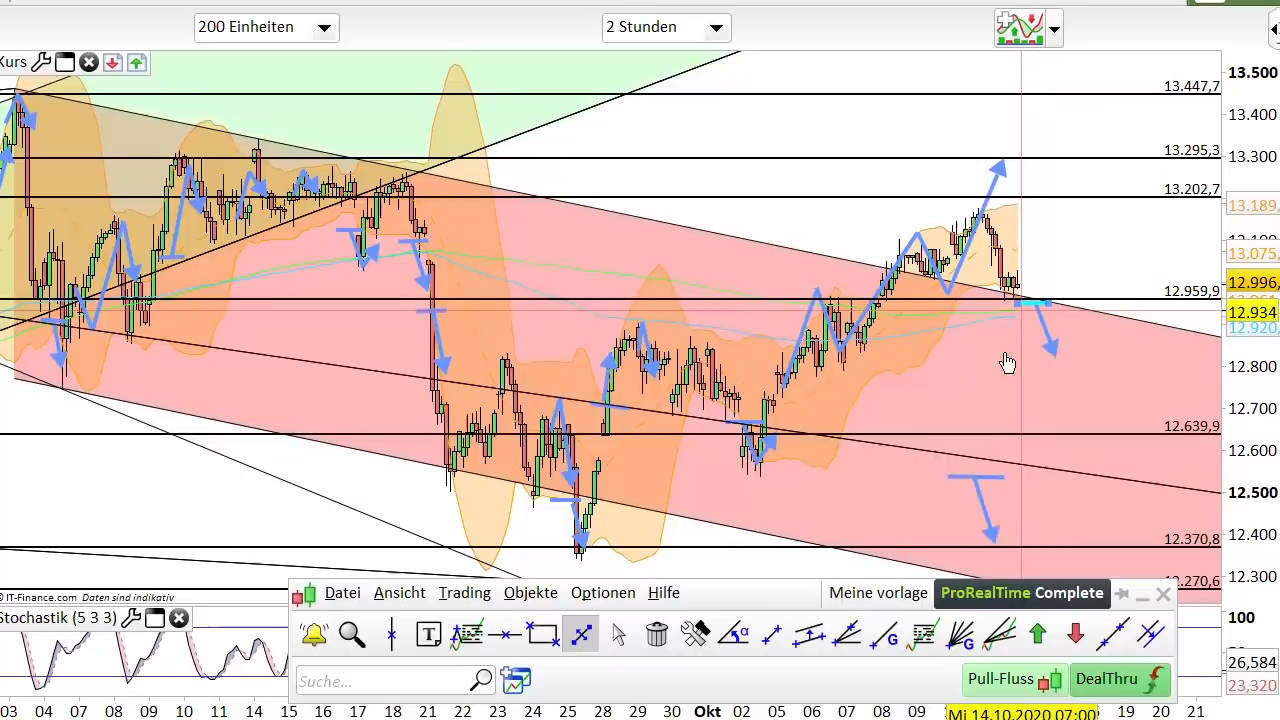 200 Einheiten
2 Stunden
Kurs
13.500
13.447,7
13.400
13.300
13.295,3
13.202,7
13.189,
13.075,
12.996,
12.959,9
12.934
12.920
12.800
12.700
12.639,9
12.600
12.500
12.400
12.370,8
12.300
12.270,6
© IT-Finance.com Daten sind indikativ
Stochastik (5 3 3)
100
26,584
23,320
Datei Ansicht Trading Objekte Optionen Hilfe
Meine vorlage
ProRealTime Complete
Suche...
Pull-Fluss
DealThru
03 04 06 07 08 10 11 13 14 15 16 17 18 21 22 23 24 25 28 29 30 Okt 02 05 06 07 08 09
Mi 14.10.2020 07:00
19 20 21